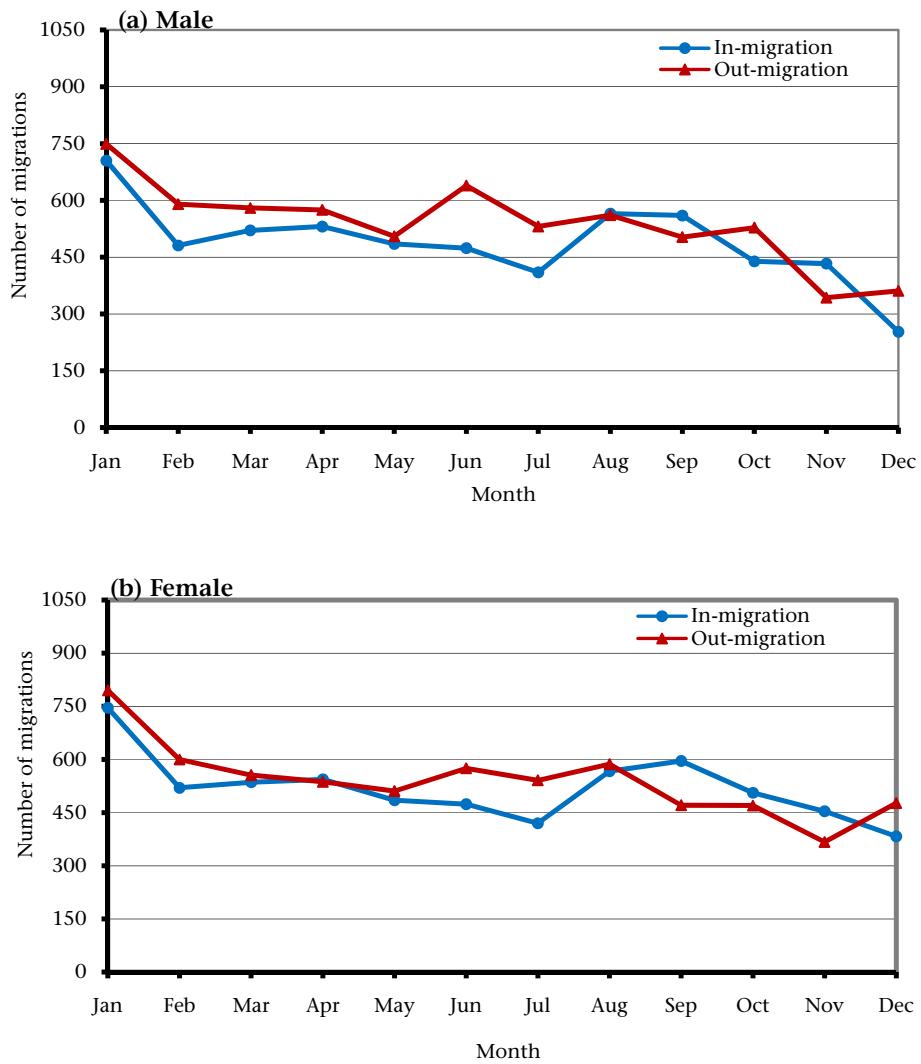 (a) Male
1050
900
750
600
450
300
150
0
Number of migrations
In-migration
Out-migration
Jan Feb Mar Apr May Jun Jul Aug Sep Oct Nov Dec
Month
(b) Female
1050
900
750
600
450
300
150
0
Number of migrations
In-migration
Out-migration
Jan Feb Mar Apr May Jun Jul Aug Sep Oct Nov Dec
Month